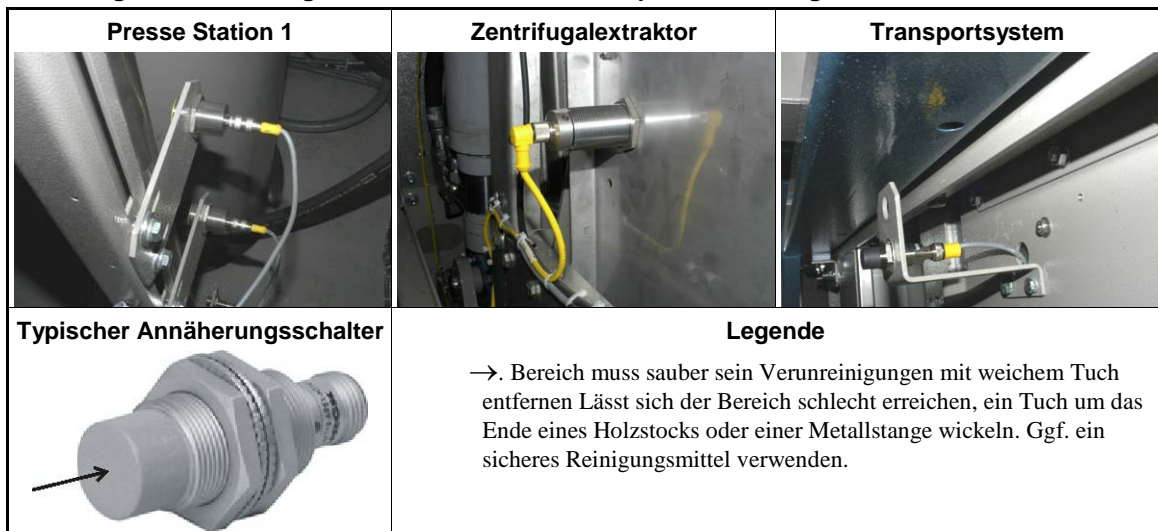 Presse Station 1
Zentrifugalextraktor
Transportsystem
Typischer Annäherungsschalter
Legende
→. Bereich muss sauber sein Verunreinigungen mit weichem Tuch
entfernen Lässt sich der Bereich schlecht erreichen, ein Tuch um das
Ende eines Holzstocks oder einer Metallstange wickeln. Ggf. ein
sicheres Reinigungsmittel verwenden.